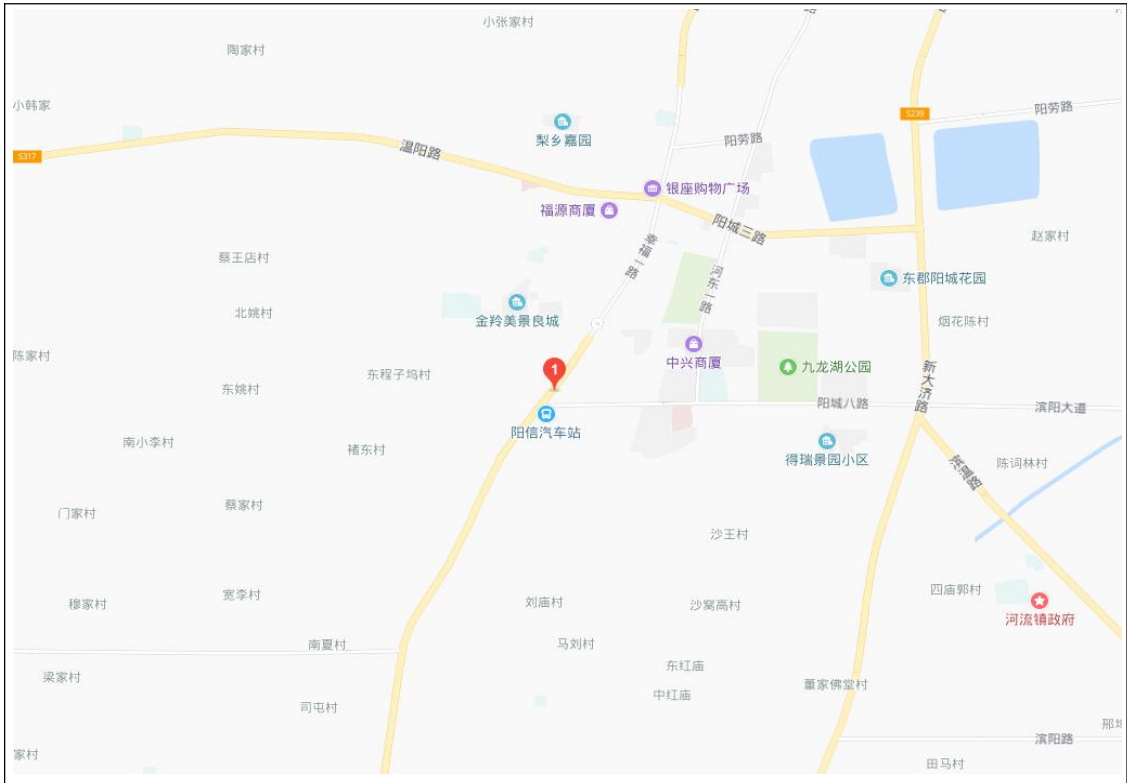 小张家村
陶家村
小韩家
S317
温阳路
梨乡嘉园
阳劳路
阳劳路
S239
银座购物广场
福源商厦
阳城三路
赵家村
幸福一路
河东一路
蔡王店村
东郡阳城花园
北姚村
金羚美景良城
烟花陈村
陈家村
东程子坞村
1
中兴商厦
九龙湖公园
新大济路
东姚村
阳城八路
滨阳大道
阳信汽车站
南小李村
褚东村
得瑞景园小区
陈词林村
蔡家村
门家村
沙王村
四庙郭村
宽李村
穆家村
刘庙村
沙窝高村
河流镇政府
南夏村
马刘村
东红庙
梁家村
中红庙
董家佛堂村
司屯村
滨阳路
家村
田马村